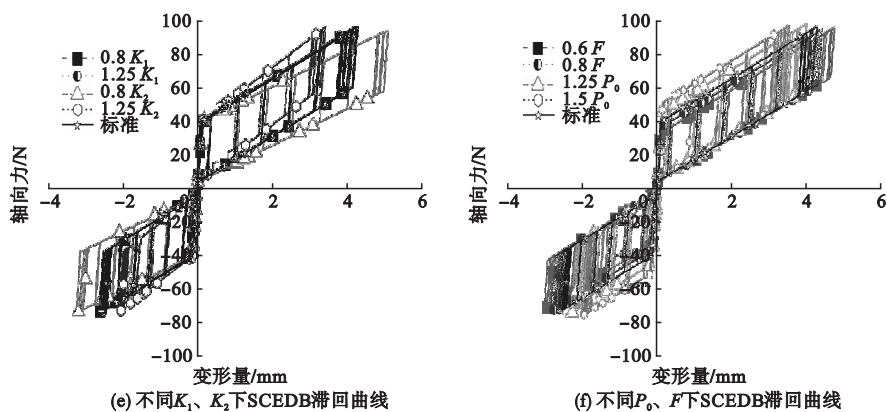 100
80
60
40
20
−20
−40
−60
−80
−100
−4 −2 0 2 4 6
轴向力/N
变形量/mm
0.8 K₁
1.25 K₁
0.8 K₂
1.25 K₂
标准
(e) 不同K₁、K₂下SCEDB滞回曲线
100
80
60
40
20
−20
−40
−60
−80
−100
−4 −2 0 2 4 6
轴向力/N
变形量/mm
0.6 F
0.8 F
1.25 P₀
1.5 P₀
标准
(f) 不同P₀、F下SCEDB滞回曲线